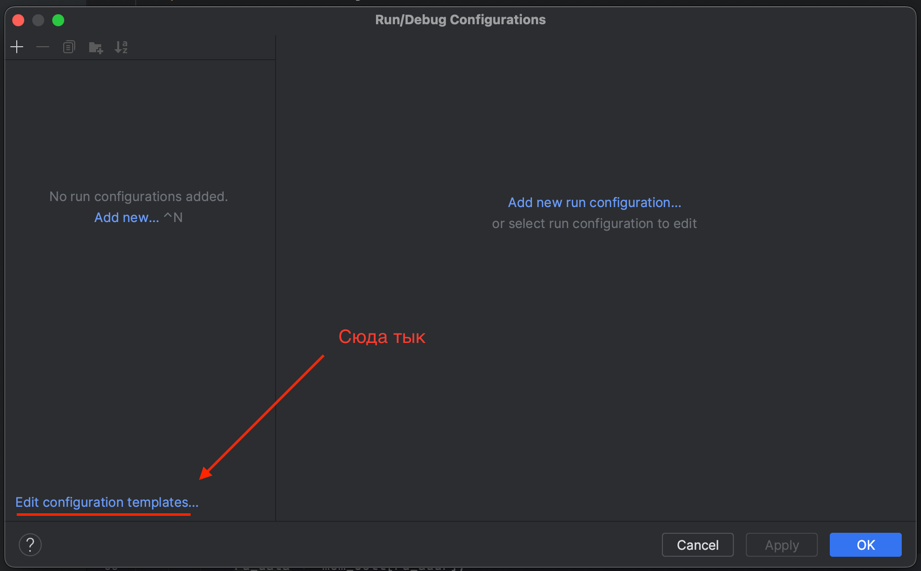 Run/Debug Configurations
No run configurations added.
Add new... ^N
Add new run configuration...
or select run configuration to edit
Сюда тык
Edit configuration templates...
?
Cancel
Apply
OK